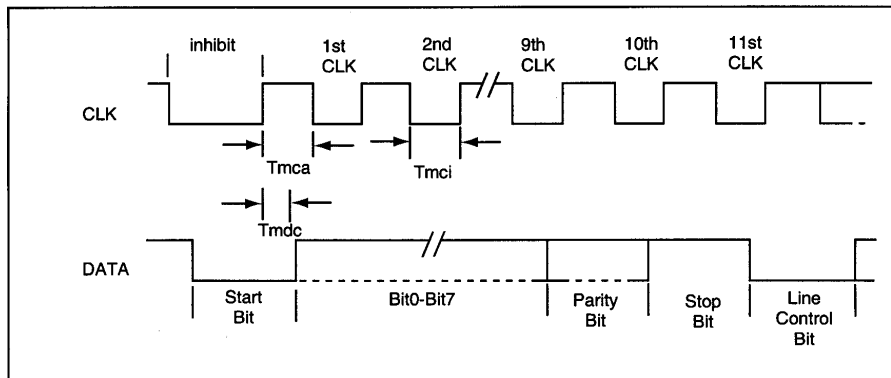 inhibit
1st
CLK
2nd
CLK
9th
CLK
10th
CLK
11st
CLK
CLK
Tmca
Tmci
Tmdc
DATA
Start
Bit
Bit0-Bit7
Parity
Bit
Stop
Bit
Line
Control
Bit